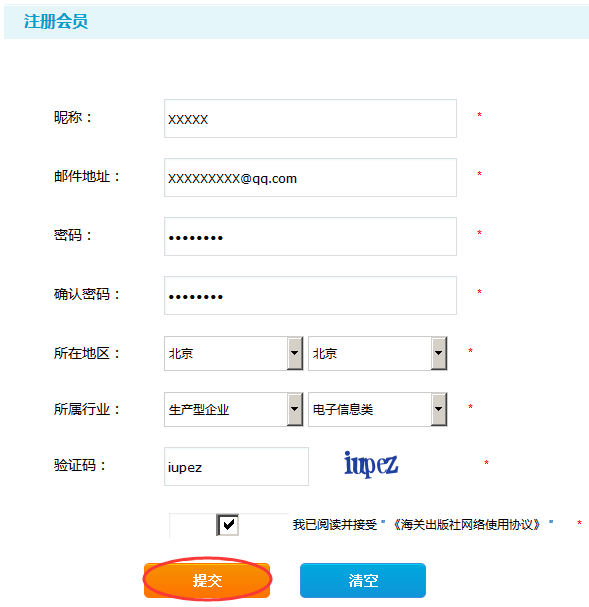 注册会员
昵称： XXXXX *
邮件地址： XXXXXXXXX@qq.com *
密码： •••••••• *
确认密码： •••••••• *
所在地区： 北京 北京 *
所属行业： 生产型企业 电子信息类 *
验证码： iupez iupez *
我已阅读并接受＂《海关出版社网络使用协议》＂ *
提交 清空